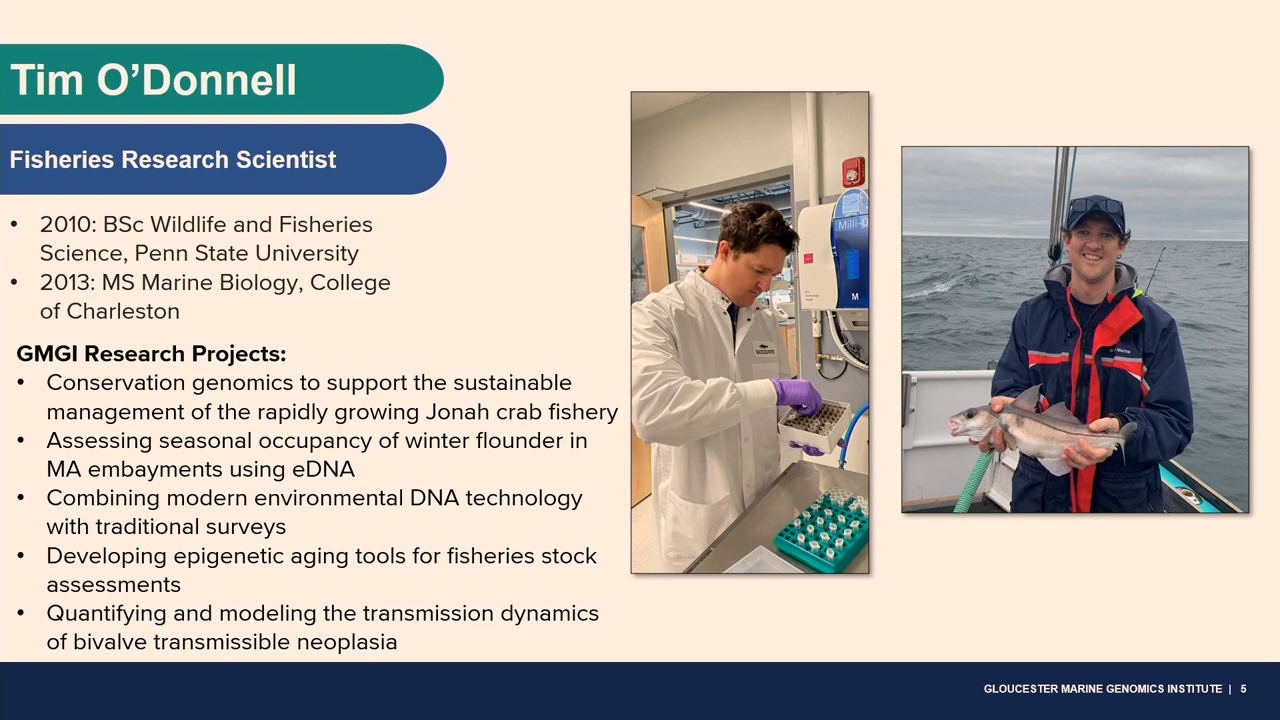 Tim O’Donnell
Fisheries Research Scientist
• 2010: BSc Wildlife and Fisheries
Science, Penn State University
• 2013: MS Marine Biology, College
of Charleston
GMGI Research Projects:
• Conservation genomics to support the sustainable
management of the rapidly growing Jonah crab fishery
• Assessing seasonal occupancy of winter flounder in
MA embayments using eDNA
• Combining modern environmental DNA technology
with traditional surveys
• Developing epigenetic aging tools for fisheries stock
assessments
• Quantifying and modeling the transmission dynamics
of bivalve transmissible neoplasia
Milli-Q
M
GLOUCESTER MARINE GENOMICS INSTITUTE | 5